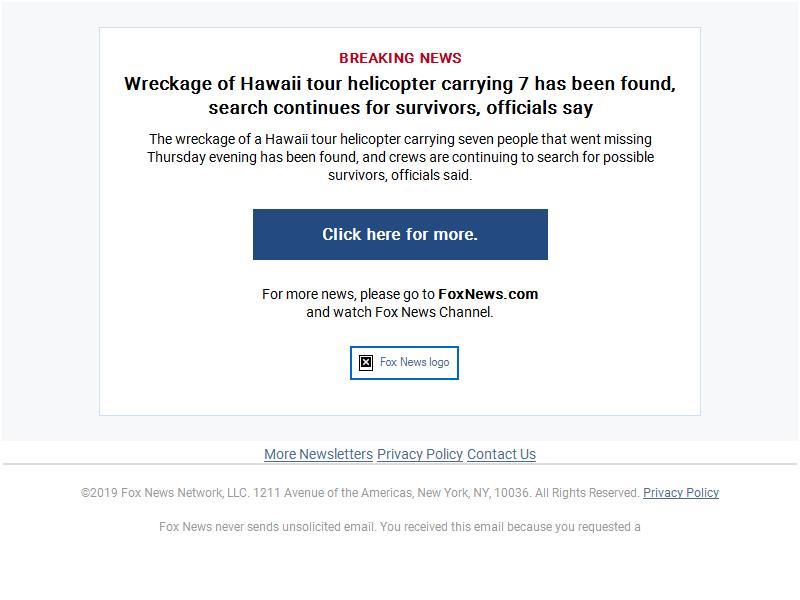 BREAKING NEWS
Wreckage of Hawaii tour helicopter carrying 7 has been found,
search continues for survivors, officials say
The wreckage of a Hawaii tour helicopter carrying seven people that went missing
Thursday evening has been found, and crews are continuing to search for possible
survivors, officials said.
Click here for more.
For more news, please go to FoxNews.com
and watch Fox News Channel.
Fox News logo
More Newsletters Privacy Policy Contact Us
©2019 Fox News Network, LLC. 1211 Avenue of the Americas, New York, NY, 10036. All Rights Reserved. Privacy Policy
Fox News never sends unsolicited email. You received this email because you requested a